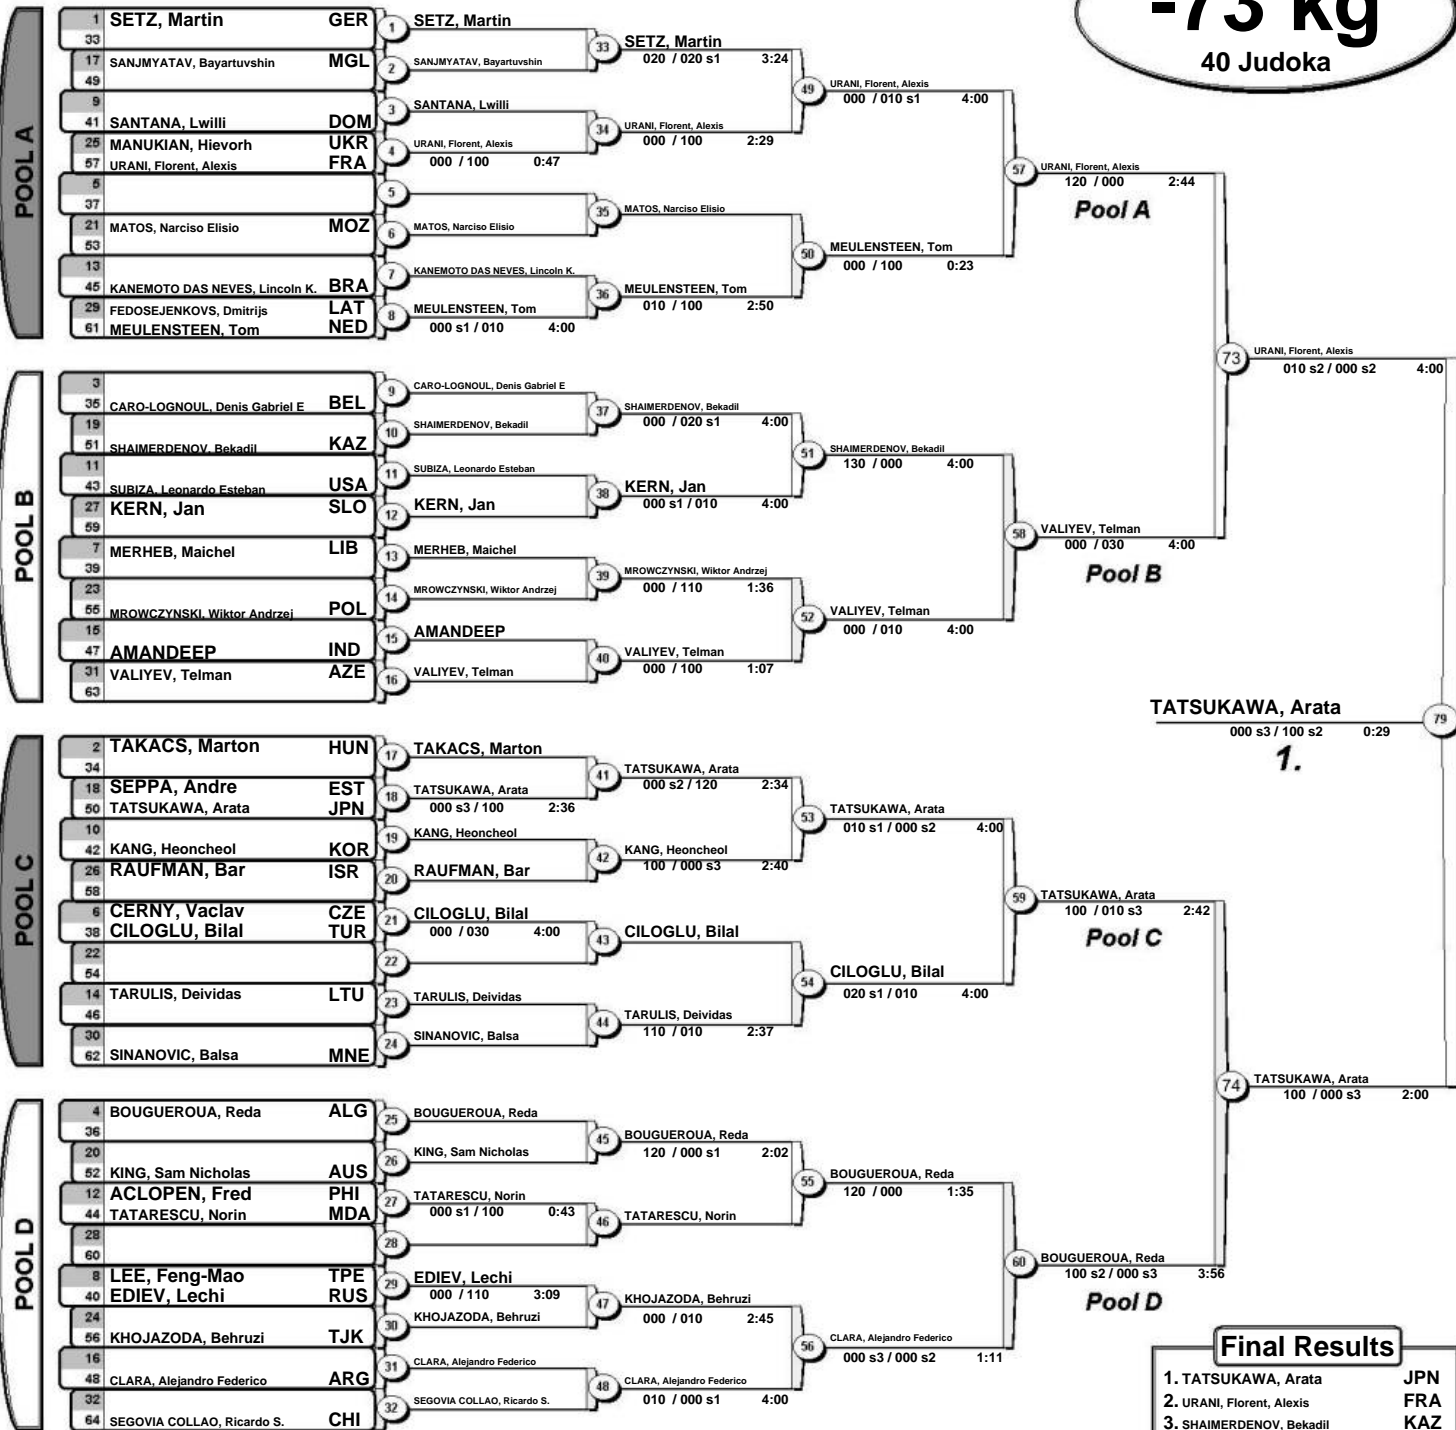 -73 kg
40 Judoka
POOL A
1 SETZ, Martin GER
33
17 SANJMYATAV, Bayartuvshin MGL
49
9
41 SANTANA, Lwilli DOM
25 MANUKIAN, Hievorh UKR
57 URANI, Florent, Alexis FRA
5
37
21 MATOS, Narciso Elisio MOZ
53
13
45 KANEMOTO DAS NEVES, Lincoln K. BRA
29 FEDOSEJENKOVS, Dmitrijs LAT
61 MEULENSTEEN, Tom NED
1 SETZ, Martin
2 SANJMYATAV, Bayartuvshin
3 SANTANA, Lwilli
4 URANI, Florent, Alexis
000 / 100 0:47
5
6 MATOS, Narciso Elisio
7 KANEMOTO DAS NEVES, Lincoln K.
8 MEULENSTEEN, Tom
000 s1 / 010 4:00
33 SETZ, Martin
020 / 020 s1 3:24
34 URANI, Florent, Alexis
000 / 100 2:29
35 MATOS, Narciso Elisio
36 MEULENSTEEN, Tom
010 / 100 2:50
49 URANI, Florent, Alexis
000 / 010 s1 4:00
50 MEULENSTEEN, Tom
000 / 100 0:23
57 URANI, Florent, Alexis
120 / 000 2:44
Pool A
POOL B
3
35 CARO-LOGNOUL, Denis Gabriel E BEL
19
51 SHAIMERDENOV, Bekadil KAZ
11
43 SUBIZA, Leonardo Esteban USA
27 KERN, Jan SLO
59
7 MERHEB, Maichel LIB
39
23
55 MROWCZYNSKI, Wiktor Andrzej POL
15
47 AMANDEEP IND
31 VALIYEV, Telman AZE
63
9 CARO-LOGNOUL, Denis Gabriel E
10 SHAIMERDENOV, Bekadil
11 SUBIZA, Leonardo Esteban
12 KERN, Jan
13 MERHEB, Maichel
14 MROWCZYNSKI, Wiktor Andrzej
15 AMANDEEP
16 VALIYEV, Telman
37 SHAIMERDENOV, Bekadil
000 / 020 s1 4:00
38 KERN, Jan
000 s1 / 010 4:00
39 MROWCZYNSKI, Wiktor Andrzej
000 / 110 1:36
40 VALIYEV, Telman
000 / 100 1:07
51 SHAIMERDENOV, Bekadil
130 / 000 4:00
52 VALIYEV, Telman
000 / 010 4:00
58 VALIYEV, Telman
000 / 030 4:00
Pool B
73 URANI, Florent, Alexis
010 s2 / 000 s2 4:00
TATSUKAWA, Arata 79
000 s3 / 100 s2 0:29
1.
POOL C
2 TAKACS, Marton HUN
34
18 SEPPA, Andre EST
50 TATSUKAWA, Arata JPN
10
42 KANG, Heoncheol KOR
26 RAUFMAN, Bar ISR
58
6 CERNY, Vaclav CZE
38 CILOGLU, Bilal TUR
22
54
14 TARULIS, Deividas LTU
46
30
62 SINANOVIC, Balsa MNE
17 TAKACS, Marton
18 TATSUKAWA, Arata
000 s3 / 100 2:36
19 KANG, Heoncheol
20 RAUFMAN, Bar
21 CILOGLU, Bilal
000 / 030 4:00
22
23 TARULIS, Deividas
24 SINANOVIC, Balsa
41 TATSUKAWA, Arata
000 s2 / 120 2:34
42 KANG, Heoncheol
100 / 000 s3 2:40
43 CILOGLU, Bilal
44 TARULIS, Deividas
110 / 010 2:37
53 TATSUKAWA, Arata
010 s1 / 000 s2 4:00
54 CILOGLU, Bilal
020 s1 / 010 4:00
59 TATSUKAWA, Arata
100 / 010 s3 2:42
Pool C
POOL D
4 BOUGUEROUA, Reda ALG
36
20
52 KING, Sam Nicholas AUS
12 ACLOPEN, Fred PHI
44 TATARESCU, Norin MDA
28
60
8 LEE, Feng-Mao TPE
40 EDIEV, Lechi RUS
24
56 KHOJAZODA, Behruzi TJK
16
48 CLARA, Alejandro Federico ARG
32
64 SEGOVIA COLLAO, Ricardo S. CHI
25 BOUGUEROUA, Reda
26 KING, Sam Nicholas
27 TATARESCU, Norin
000 s1 / 100 0:43
28
29 EDIEV, Lechi
000 / 110 3:09
30 KHOJAZODA, Behruzi
31 CLARA, Alejandro Federico
32 SEGOVIA COLLAO, Ricardo S.
45 BOUGUEROUA, Reda
120 / 000 s1 2:02
46 TATARESCU, Norin
47 KHOJAZODA, Behruzi
000 / 010 2:45
48 CLARA, Alejandro Federico
010 / 000 s1 4:00
55 BOUGUEROUA, Reda
120 / 000 1:35
56 CLARA, Alejandro Federico
000 s3 / 000 s2 1:11
60 BOUGUEROUA, Reda
100 s2 / 000 s3 3:56
Pool D
74 TATSUKAWA, Arata
100 / 000 s3 2:00
Final Results
1. TATSUKAWA, Arata JPN
2. URANI, Florent, Alexis FRA
3. SHAIMERDENOV, Bekadil KAZ